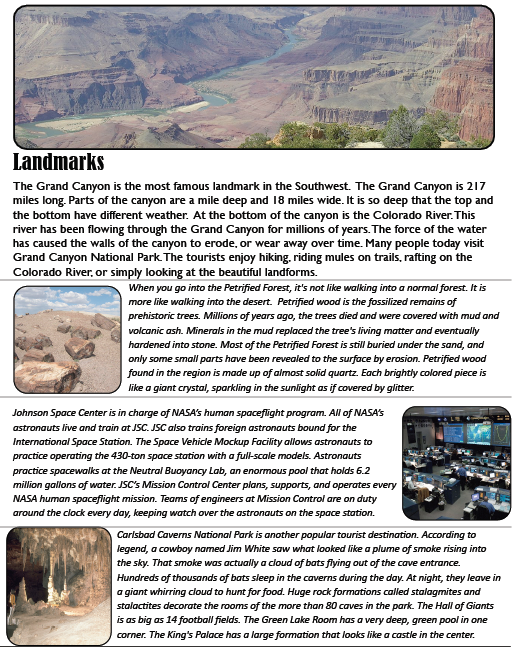 Landmarks
The Grand Canyon is the most famous landmark in the Southwest. The Grand Canyon is 217
miles long. Parts of the canyon are a mile deep and 18 miles wide. It is so deep that the top and
the bottom have different weather. At the bottom of the canyon is the Colorado River. This
river has been flowing through the Grand Canyon for millions of years. The force of the water
has caused the walls of the canyon to erode, or wear away over time. Many people today visit
Grand Canyon National Park. The tourists enjoy hiking, riding mules on trails, rafting on the
Colorado River, or simply looking at the beautiful landforms.
When you go into the Petrified Forest, it's not like walking into a normal forest. It is
more like walking into the desert. Petrified wood is the fossilized remains of
prehistoric trees. Millions of years ago, the trees died and were covered with mud and
volcanic ash. Minerals in the mud replaced the tree's living matter and eventually
hardened into stone. Most of the Petrified Forest is still buried under the sand, and
only some small parts have been revealed to the surface by erosion. Petrified wood
found in the region is made up of almost solid quartz. Each brightly colored piece is
like a giant crystal, sparkling in the sunlight as if covered by glitter.
Johnson Space Center is in charge of NASA's human spaceflight program. All of NASA's
astronauts live and train at JSC. JSC also trains foreign astronauts bound for the
International Space Station. The Space Vehicle Mockup Facility allows astronauts to
practice operating the 430-ton space station with a full-scale models. Astronauts
practice spacewalks at the Neutral Buoyancy Lab, an enormous pool that holds 6.2
million gallons of water. JSC's Mission Control Center plans, supports, and operates every
NASA human spaceflight mission. Teams of engineers at Mission Control are on duty
around the clock every day, keeping watch over the astronauts on the space station.
Carlsbad Caverns National Park is another popular tourist destination. According to
legend, a cowboy named Jim White saw what looked like a plume of smoke rising into
the sky. That smoke was actually a cloud of bats flying out of the cave entrance.
Hundreds of thousands of bats sleep in the caverns during the day. At night, they leave in
a giant whirring cloud to hunt for food. Huge rock formations called stalagmites and
stalactites decorate the rooms of the more than 80 caves in the park. The Hall of Giants
is as big as 14 football fields. The Green Lake Room has a very deep, green pool in one
corner. The King's Palace has a large formation that looks like a castle in the center.